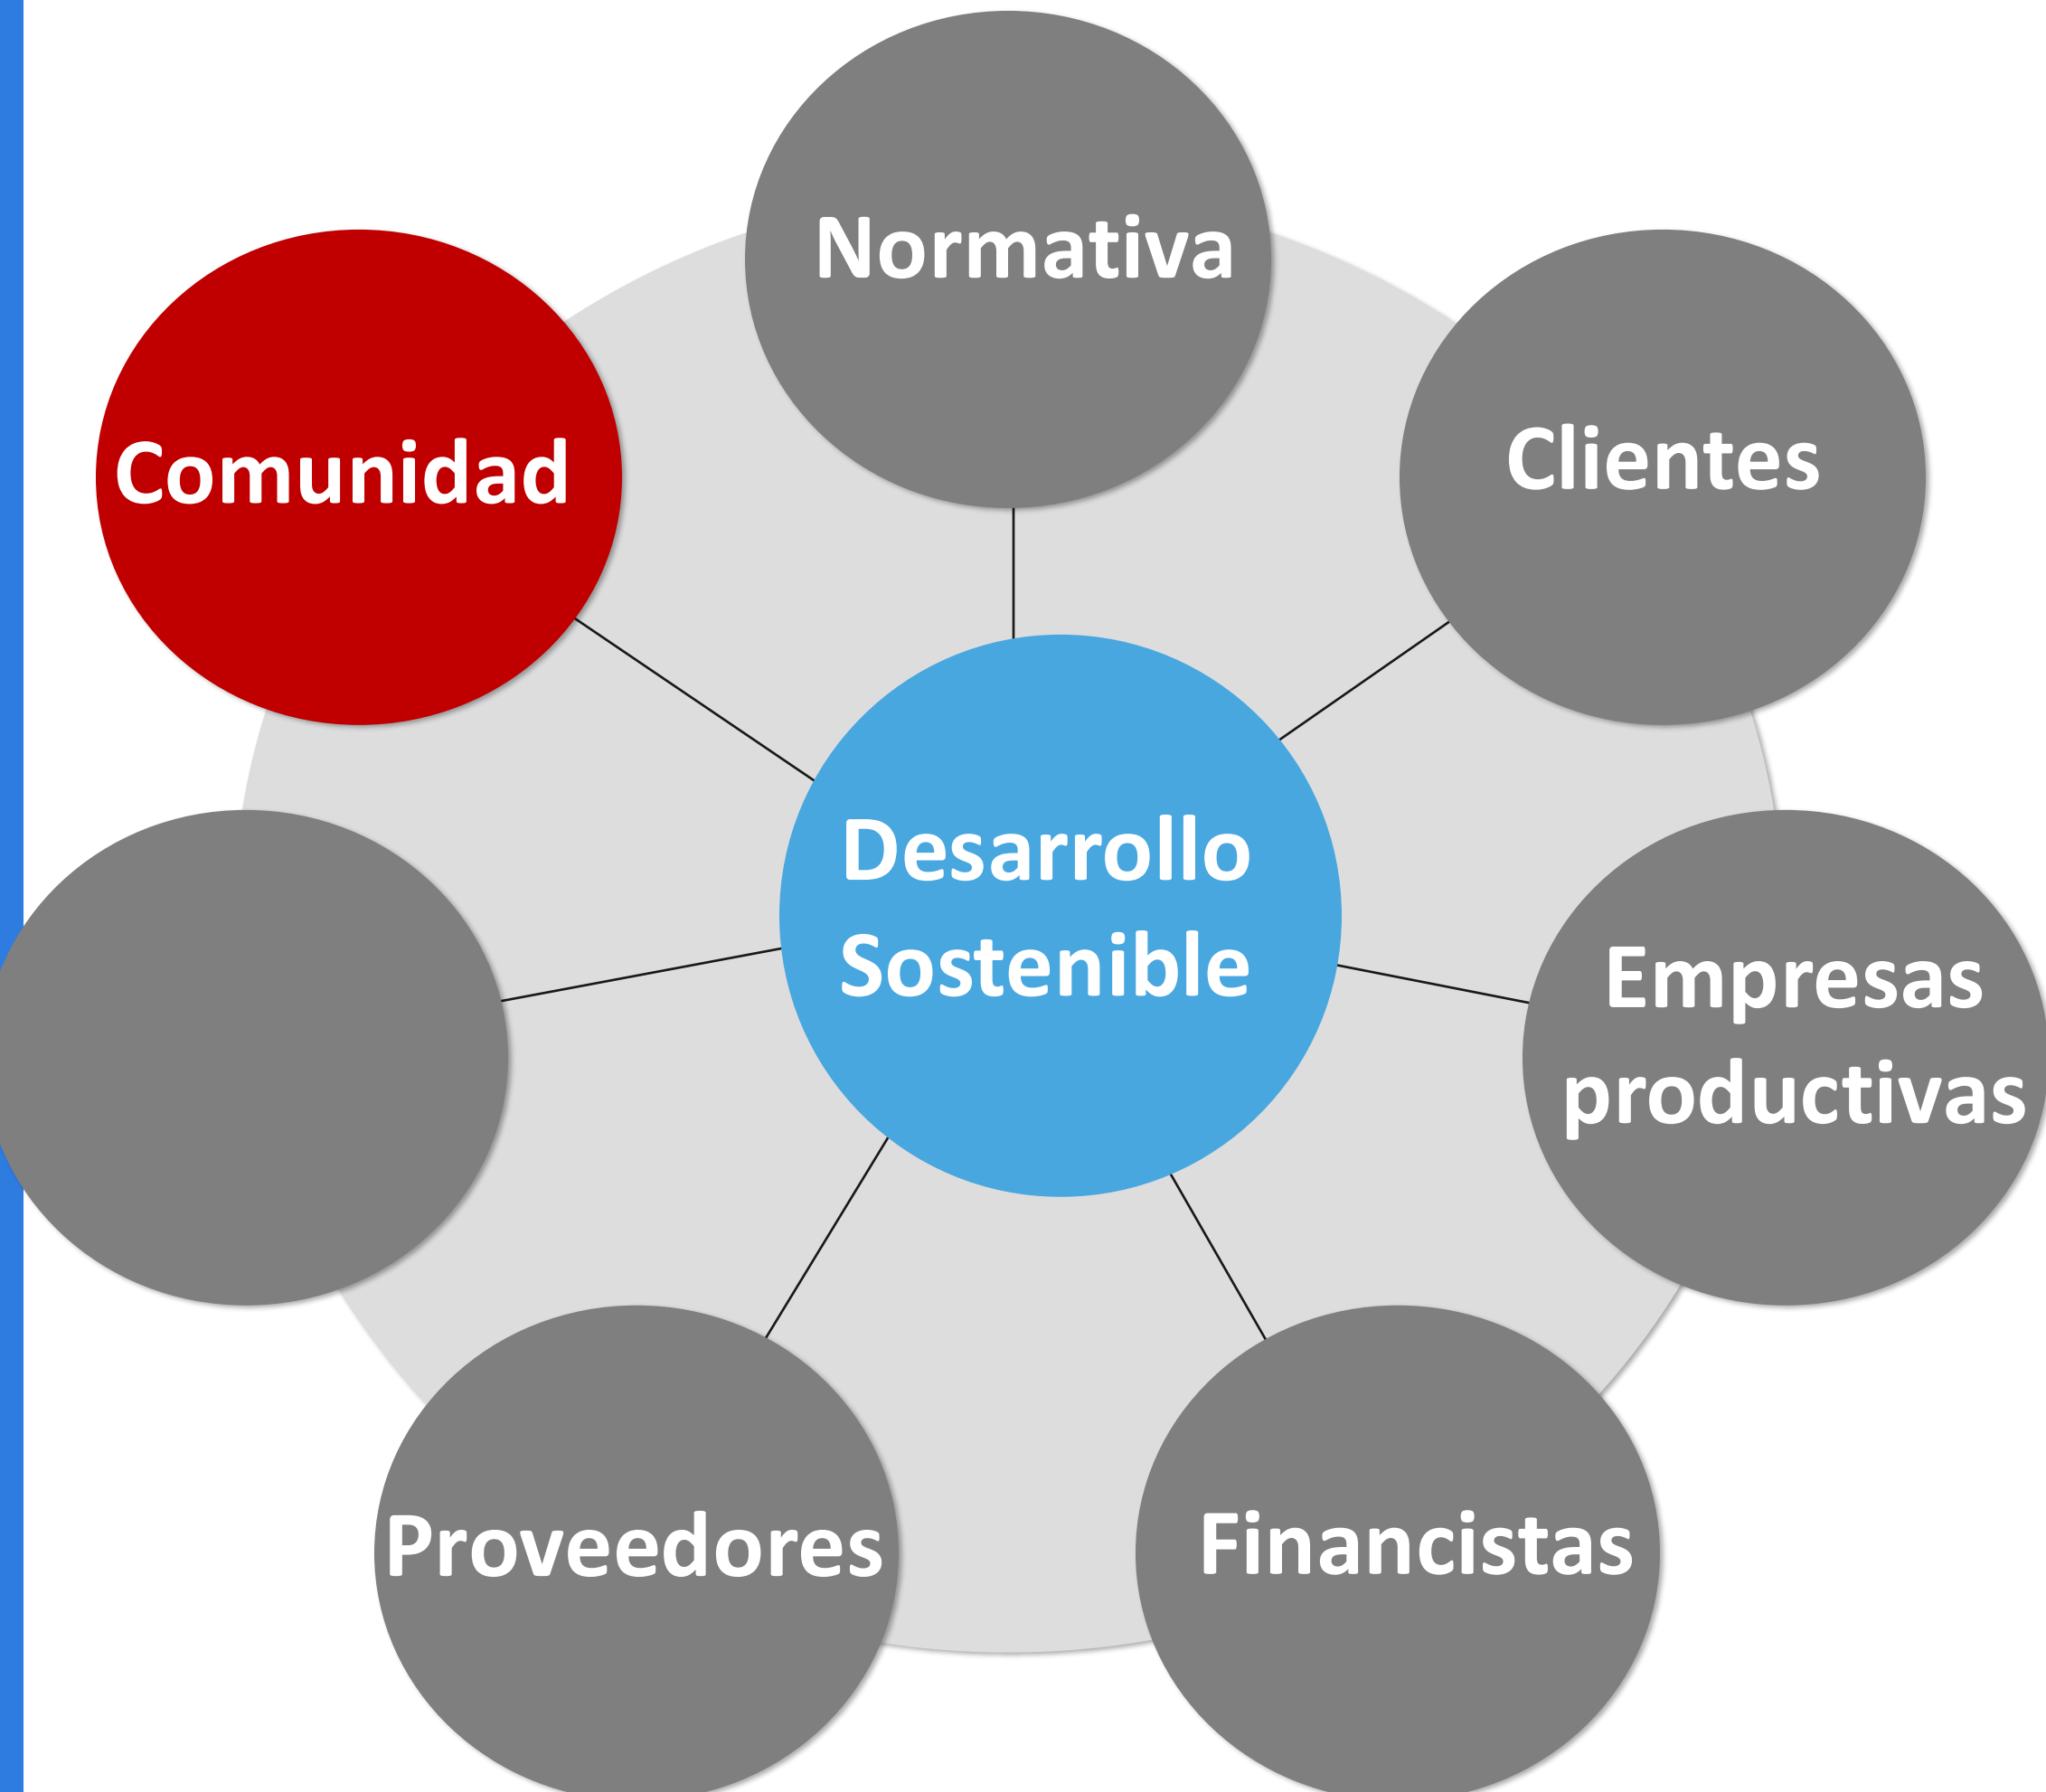 Normativa
Comunidad
Clientes
Desarrollo
Sostenible
Empresas
productivas
Proveedores
Financistas